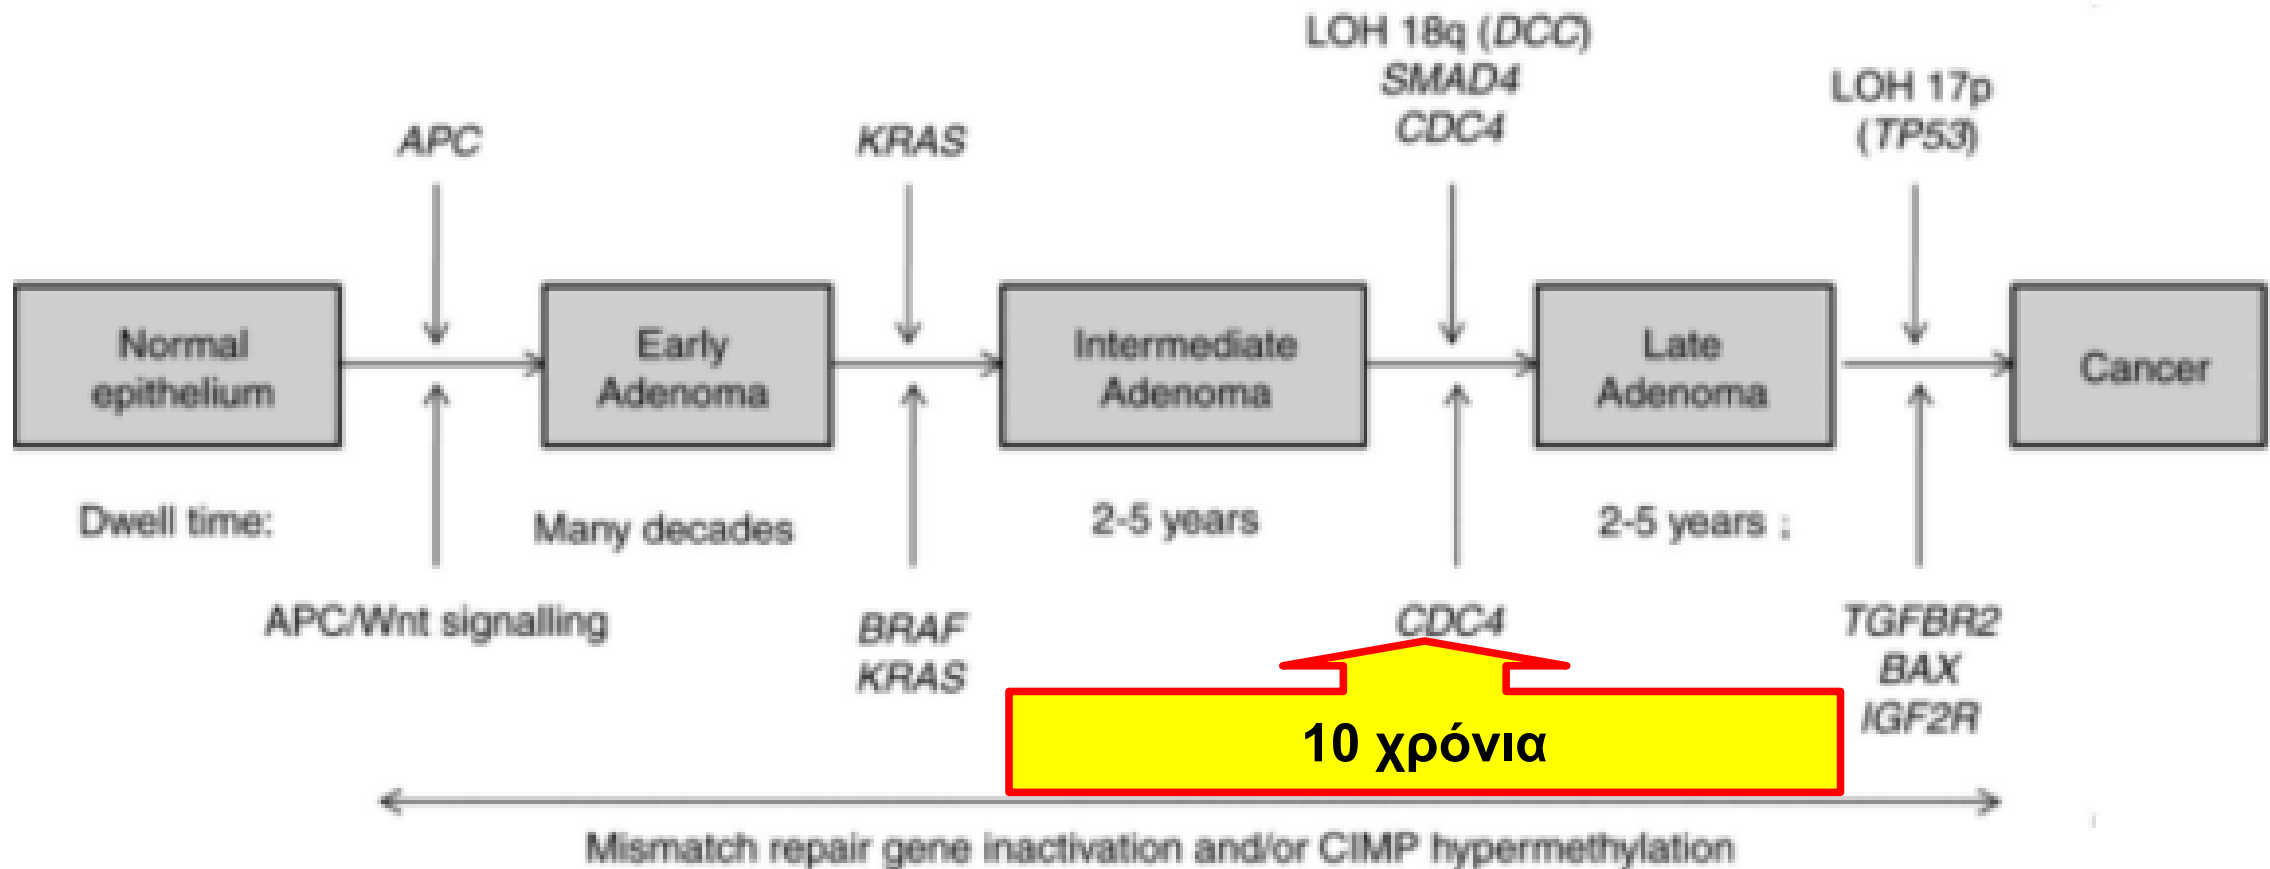 LOH 18q (DCC)
SMAD4
CDC4
LOH 17p
(TP53)
APC
KRAS
Normal
epithelium
Early
Adenoma
Intermediate
Adenoma
Late
Adenoma
Cancer
Dwell time:
Many decades
2-5 years
2-5 years ;
APC/Wnt signalling
BRAF
KRAS
CDC4
TGFBR2
BAX
IGF2R
10 χρόνια
Mismatch repair gene inactivation and/or CIMP hypermethylation